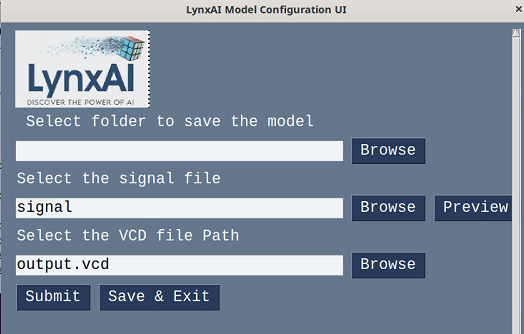 LynxAI Model Configuration UI
LynxAI
DISCOVER THE POWER OF AI
Select folder to save the model
Browse
Select the signal file
signal Browse Preview
Select the VCD file Path
output.vcd Browse
Submit Save & Exit